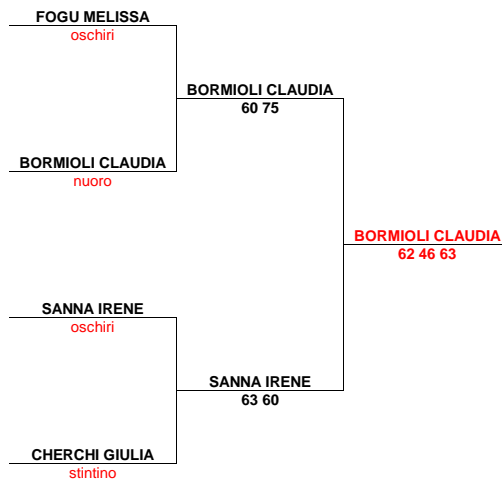 FOGU MELISSA
oschiri
BORMIOLI CLAUDIA
60 75
BORMIOLI CLAUDIA
nuoro
BORMIOLI CLAUDIA
62 46 63
SANNA IRENE
oschiri
SANNA IRENE
63 60
CHERCHI GIULIA
stintino